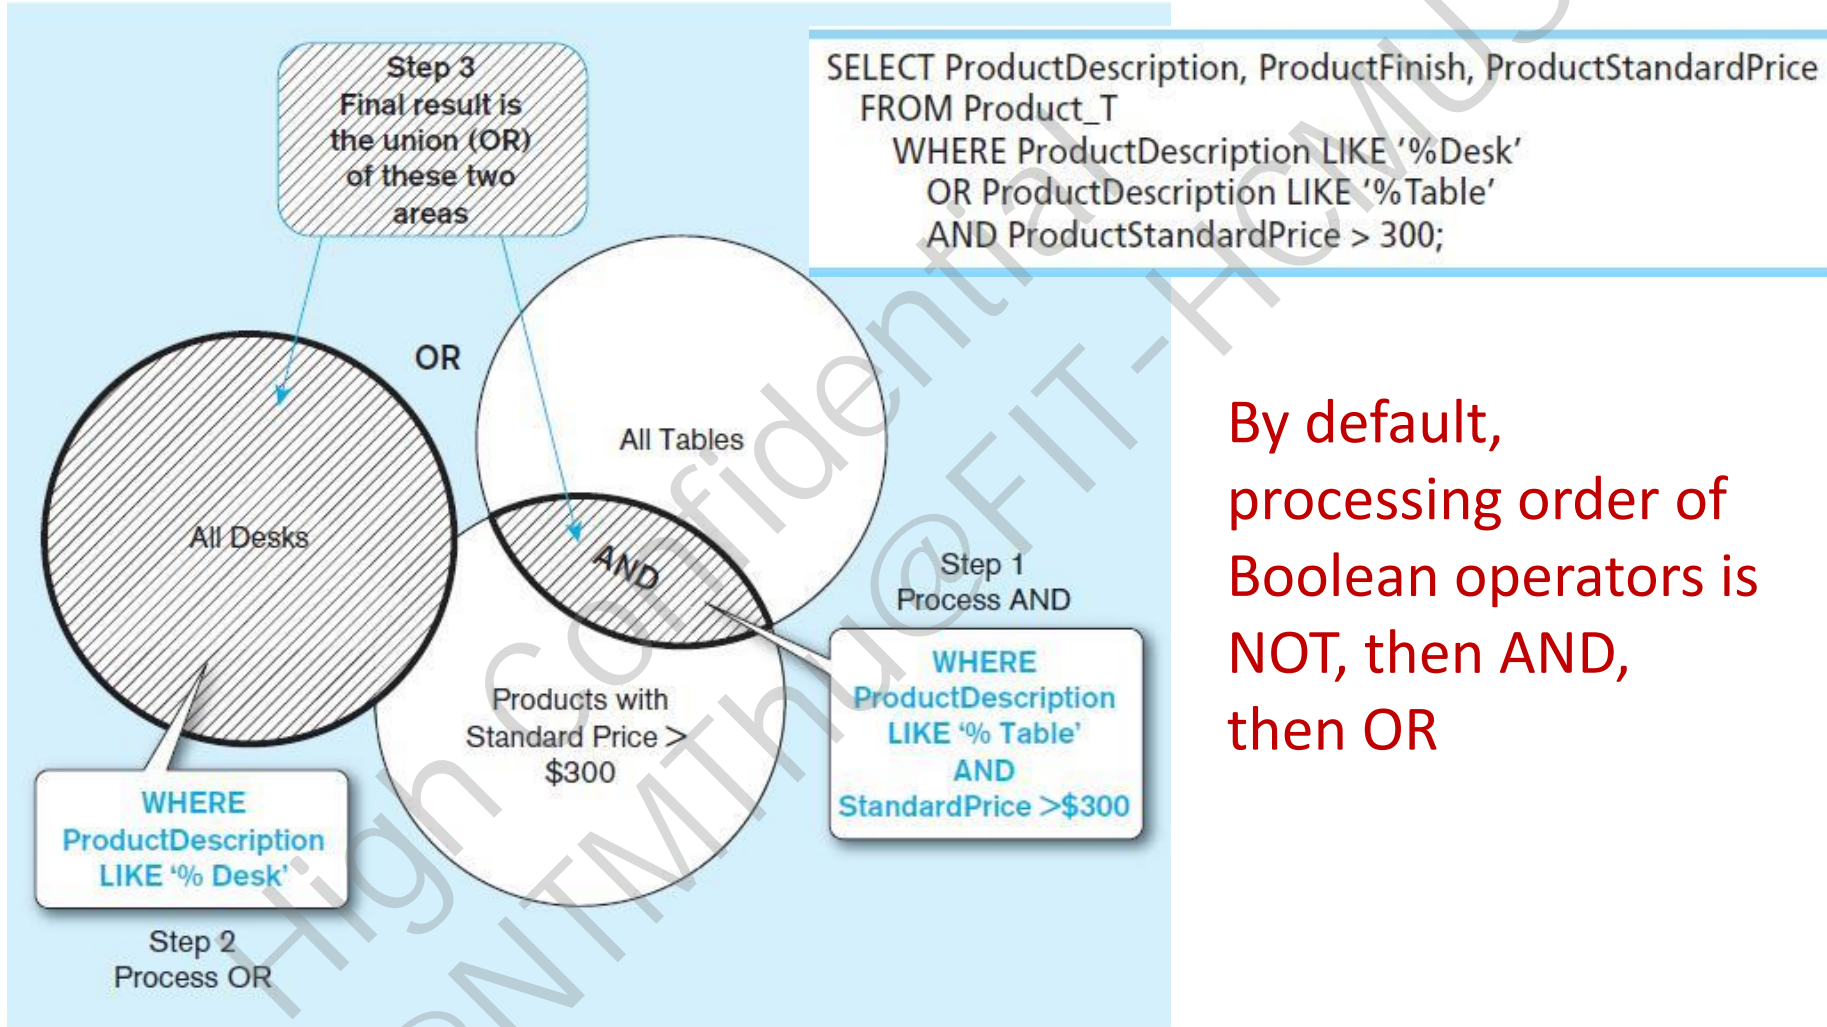 Step 3
Final result is
the union (OR)
of these two
areas
SELECT ProductDescription, ProductFinish, ProductStandardPrice
FROM Product_T
WHERE ProductDescription LIKE ‘%Desk’
OR ProductDescription LIKE ‘%Table’
AND ProductStandardPrice > 300;
OR
All Tables
All Desks
AND
Step 1
Process AND
Products with
Standard Price >
$300
WHERE
ProductDescription
LIKE ‘% Table’
AND
StandardPrice >$300
WHERE
ProductDescription
LIKE ‘% Desk’
Step 2
Process OR
By default,
processing order of
Boolean operators is
NOT, then AND,
then OR
High Confidential